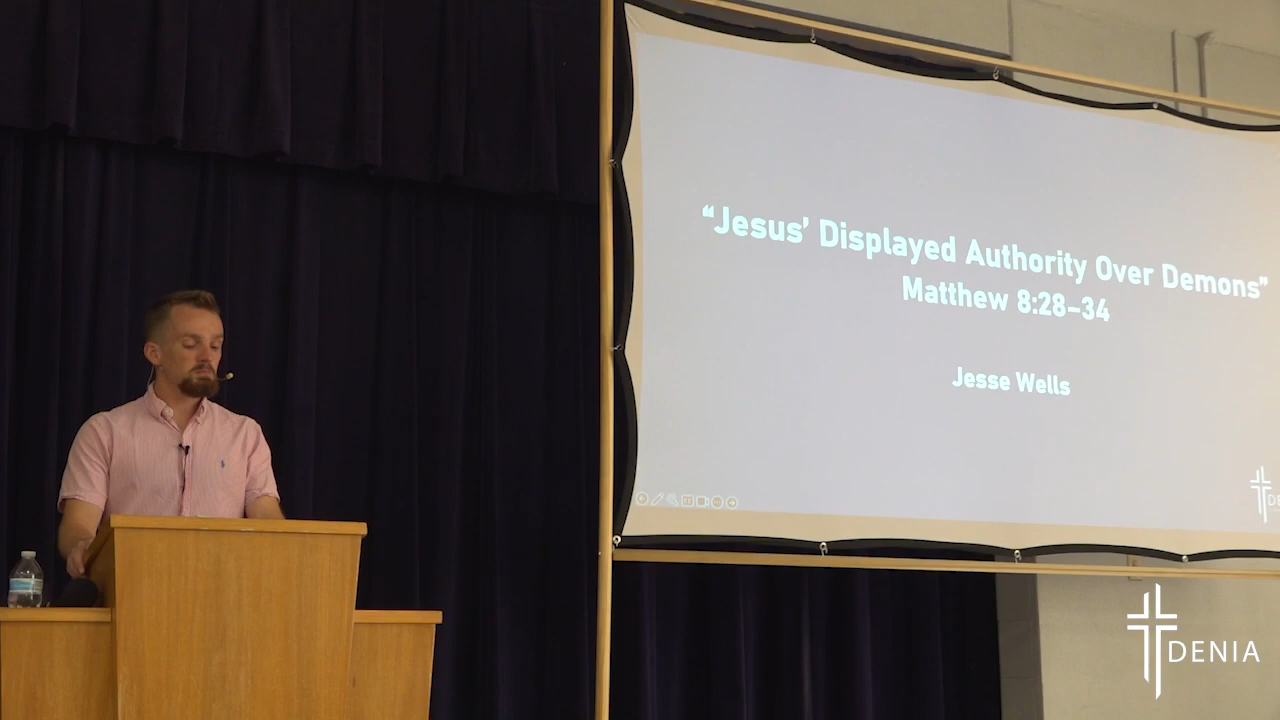 “Jesus’ Displayed Authority Over Demons”
Matthew 8:28–34
Jesse Wells
DENIA